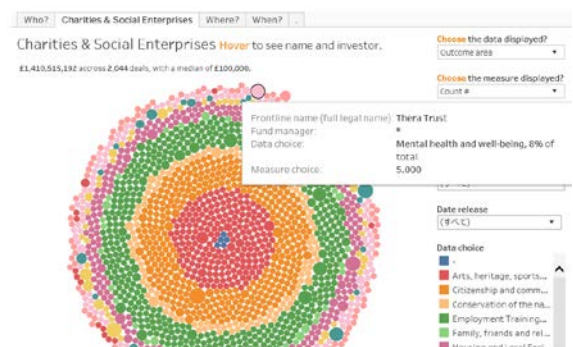 Who? Charities & Social Enterprises Where? When? .
Charities & Social Enterprises Hover to see name and investor.
£1,410,515,192 accross 2,044 deals, with a median of £100,000.
Choose the data displayed?
Outcome area
Choose the measure displayed?
Count #
Frontline name (full legal name): Thera Trust
Fund manager: *
Data choice: Mental health and well-being, 8% of total
Measure choice: 5.000
Date release
(すべて)
Data choice
-
Arts, heritage, sports...
Citizenship and comm...
Conservation of the na...
Employment Training...
Family, friends and rel...